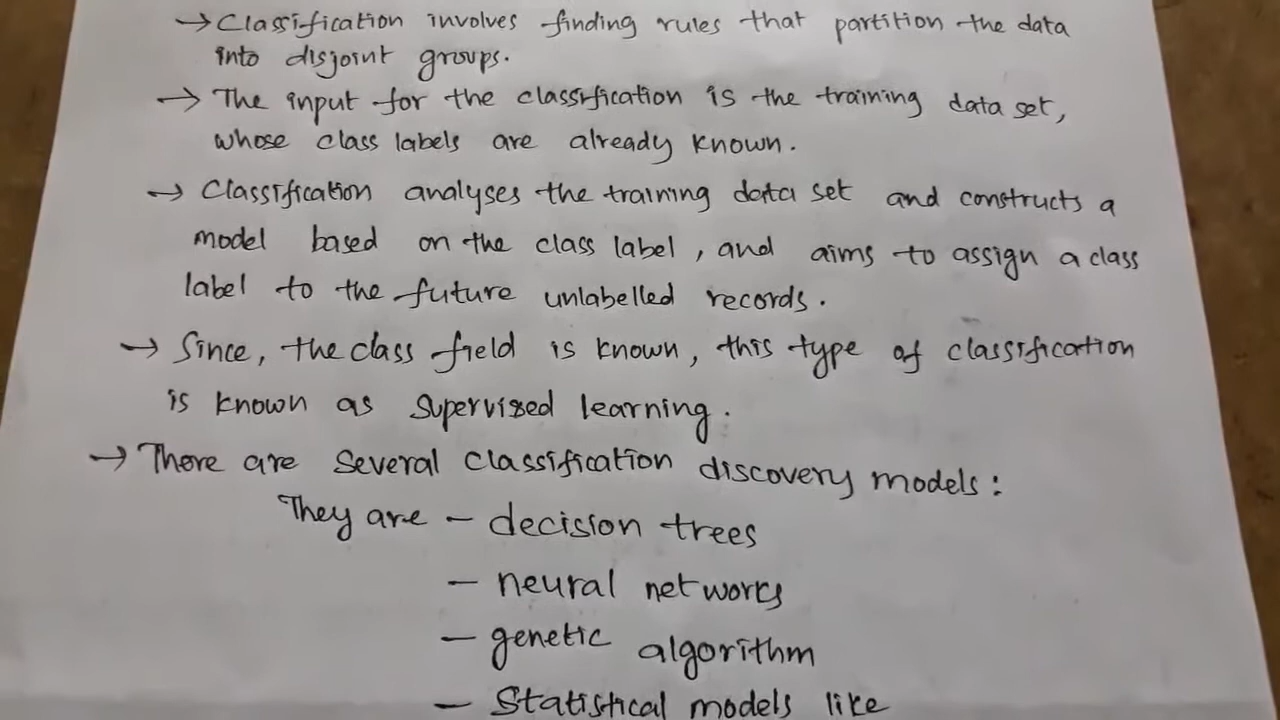 → Classification involves finding rules that partition the data
into disjoint groups.
→ The input for the classification is the training data set,
whose class labels are already known.
→ Classification analyses the training data set and constructs a
model based on the class label, and aims to assign a class
label to the future unlabelled records.
→ Since, the class field is known, this type of classification
is known as supervised learning.
→ There are several classification discovery models:
They are – decision trees
– neural networks
– genetic algorithm
– Statistical models like